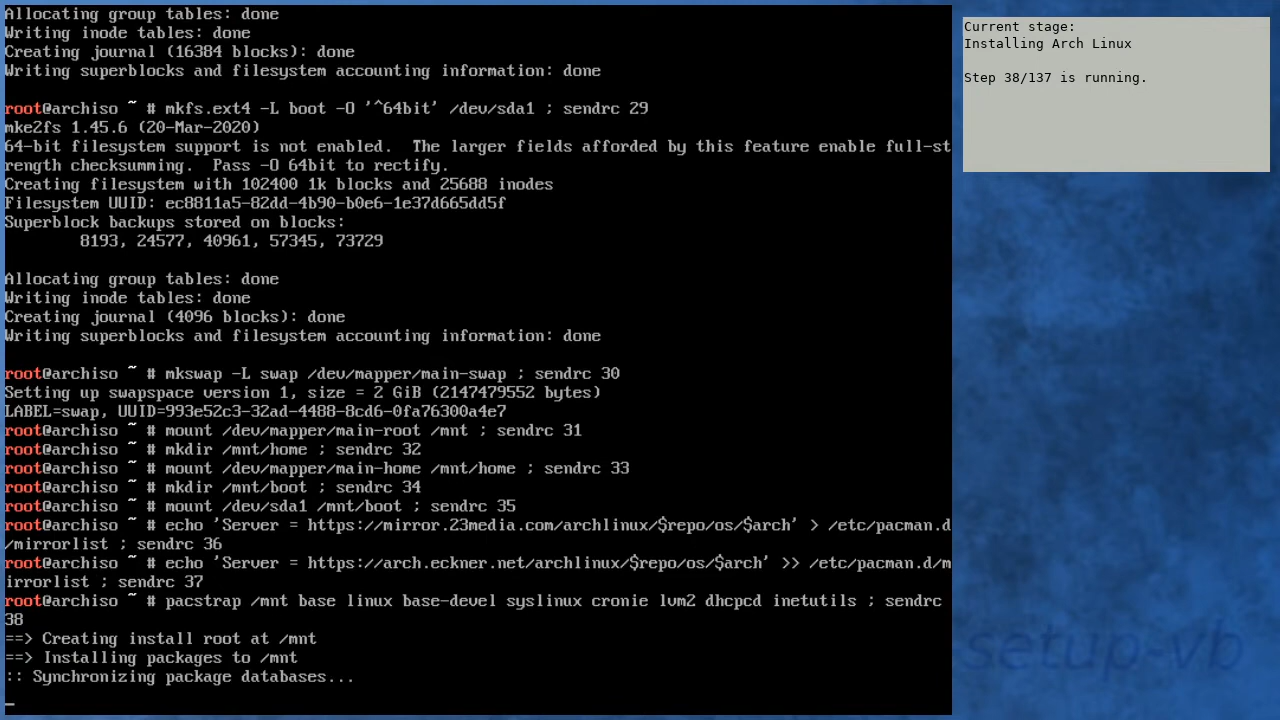 Allocating group tables: done
Writing inode tables: done
Creating journal (16384 blocks): done
Writing superblocks and filesystem accounting information: done
root@archiso ~ # mkfs.ext4 -L boot -O '^64bit' /dev/sda1 ; sendrc 29
mke2fs 1.45.6 (20-Mar-2020)
64-bit filesystem support is not enabled.  The larger fields afforded by this feature enable full-st
rength checksumming.  Pass -O 64bit to rectify.
Creating filesystem with 102400 1k blocks and 25688 inodes
Filesystem UUID: ec8811a5-82dd-4b90-b0e6-1e37d665dd5f
Superblock backups stored on blocks:
        8193, 24577, 40961, 57345, 73729
Allocating group tables: done
Writing inode tables: done
Creating journal (4096 blocks): done
Writing superblocks and filesystem accounting information: done
root@archiso ~ # mkswap -L swap /dev/mapper/main-swap ; sendrc 30
Setting up swapspace version 1, size = 2 GiB (2147479552 bytes)
LABEL=swap, UUID=993e52c3-32ad-4488-8cd6-0fa76300a4e7
root@archiso ~ # mount /dev/mapper/main-root /mnt ; sendrc 31
root@archiso ~ # mkdir /mnt/home ; sendrc 32
root@archiso ~ # mount /dev/mapper/main-home /mnt/home ; sendrc 33
root@archiso ~ # mkdir /mnt/boot ; sendrc 34
root@archiso ~ # mount /dev/sda1 /mnt/boot ; sendrc 35
root@archiso ~ # echo 'Server = https://mirror.23media.com/archlinux/$repo/os/$arch' > /etc/pacman.d
/mirrorlist ; sendrc 36
root@archiso ~ # echo 'Server = https://arch.eckner.net/archlinux/$repo/os/$arch' >> /etc/pacman.d/m
irrorlist ; sendrc 37
root@archiso ~ # pacstrap /mnt base linux base-devel syslinux cronie lvm2 dhcpcd inetutils ; sendrc
38
==> Creating install root at /mnt
==> Installing packages to /mnt
:: Synchronizing package databases...
Current stage:
Installing Arch Linux
Step 38/137 is running.
setup-vb